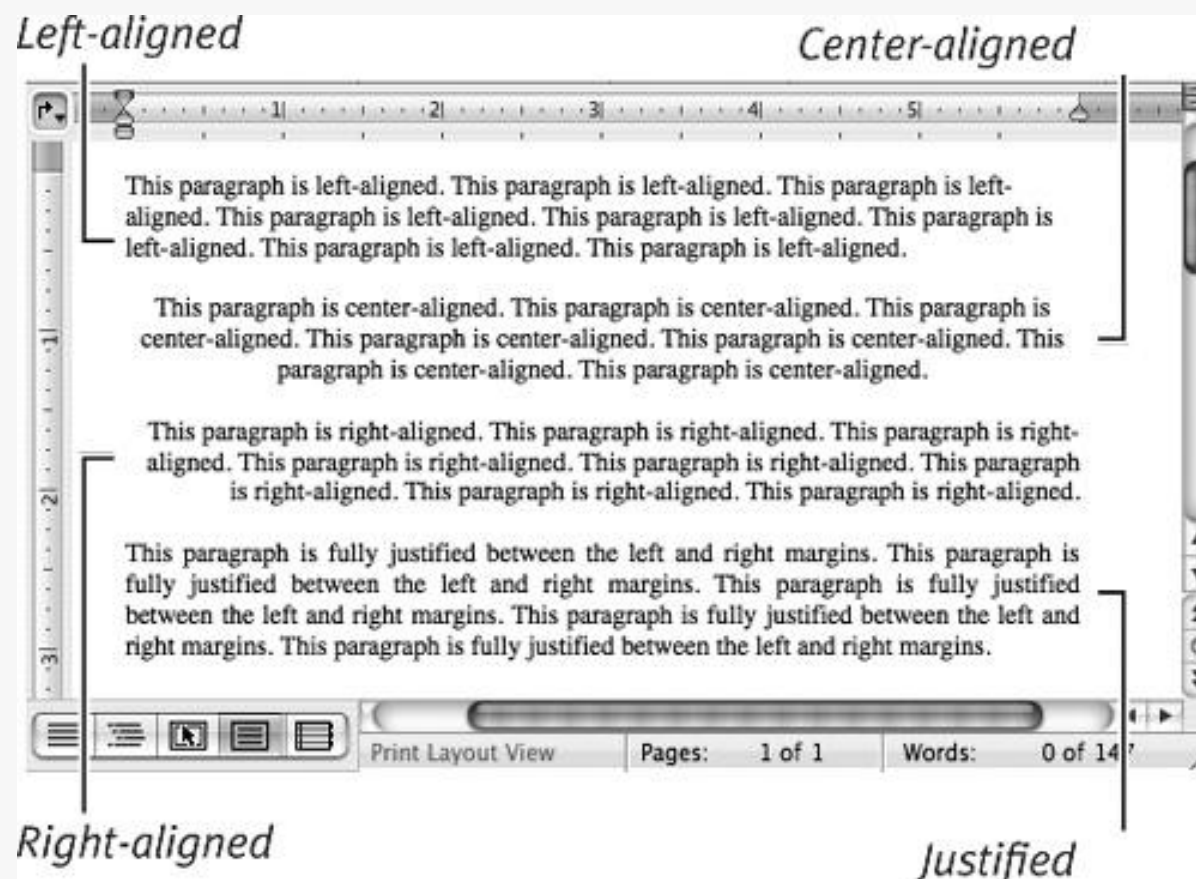 Left-aligned
Center-aligned
1 2 3 4 5
This paragraph is left-aligned. This paragraph is left-aligned. This paragraph is left-
aligned. This paragraph is left-aligned. This paragraph is left-aligned. This paragraph is
left-aligned. This paragraph is left-aligned. This paragraph is left-aligned.
This paragraph is center-aligned. This paragraph is center-aligned. This paragraph is
center-aligned. This paragraph is center-aligned. This paragraph is center-aligned. This
paragraph is center-aligned. This paragraph is center-aligned.
This paragraph is right-aligned. This paragraph is right-aligned. This paragraph is right-
aligned. This paragraph is right-aligned. This paragraph is right-aligned. This paragraph
is right-aligned. This paragraph is right-aligned. This paragraph is right-aligned.
This paragraph is fully justified between the left and right margins. This paragraph is
fully justified between the left and right margins. This paragraph is fully justified
between the left and right margins. This paragraph is fully justified between the left and
right margins. This paragraph is fully justified between the left and right margins.
1
2
3
Print Layout View Pages: 1 of 1 Words: 0 of 147
Right-aligned
Justified